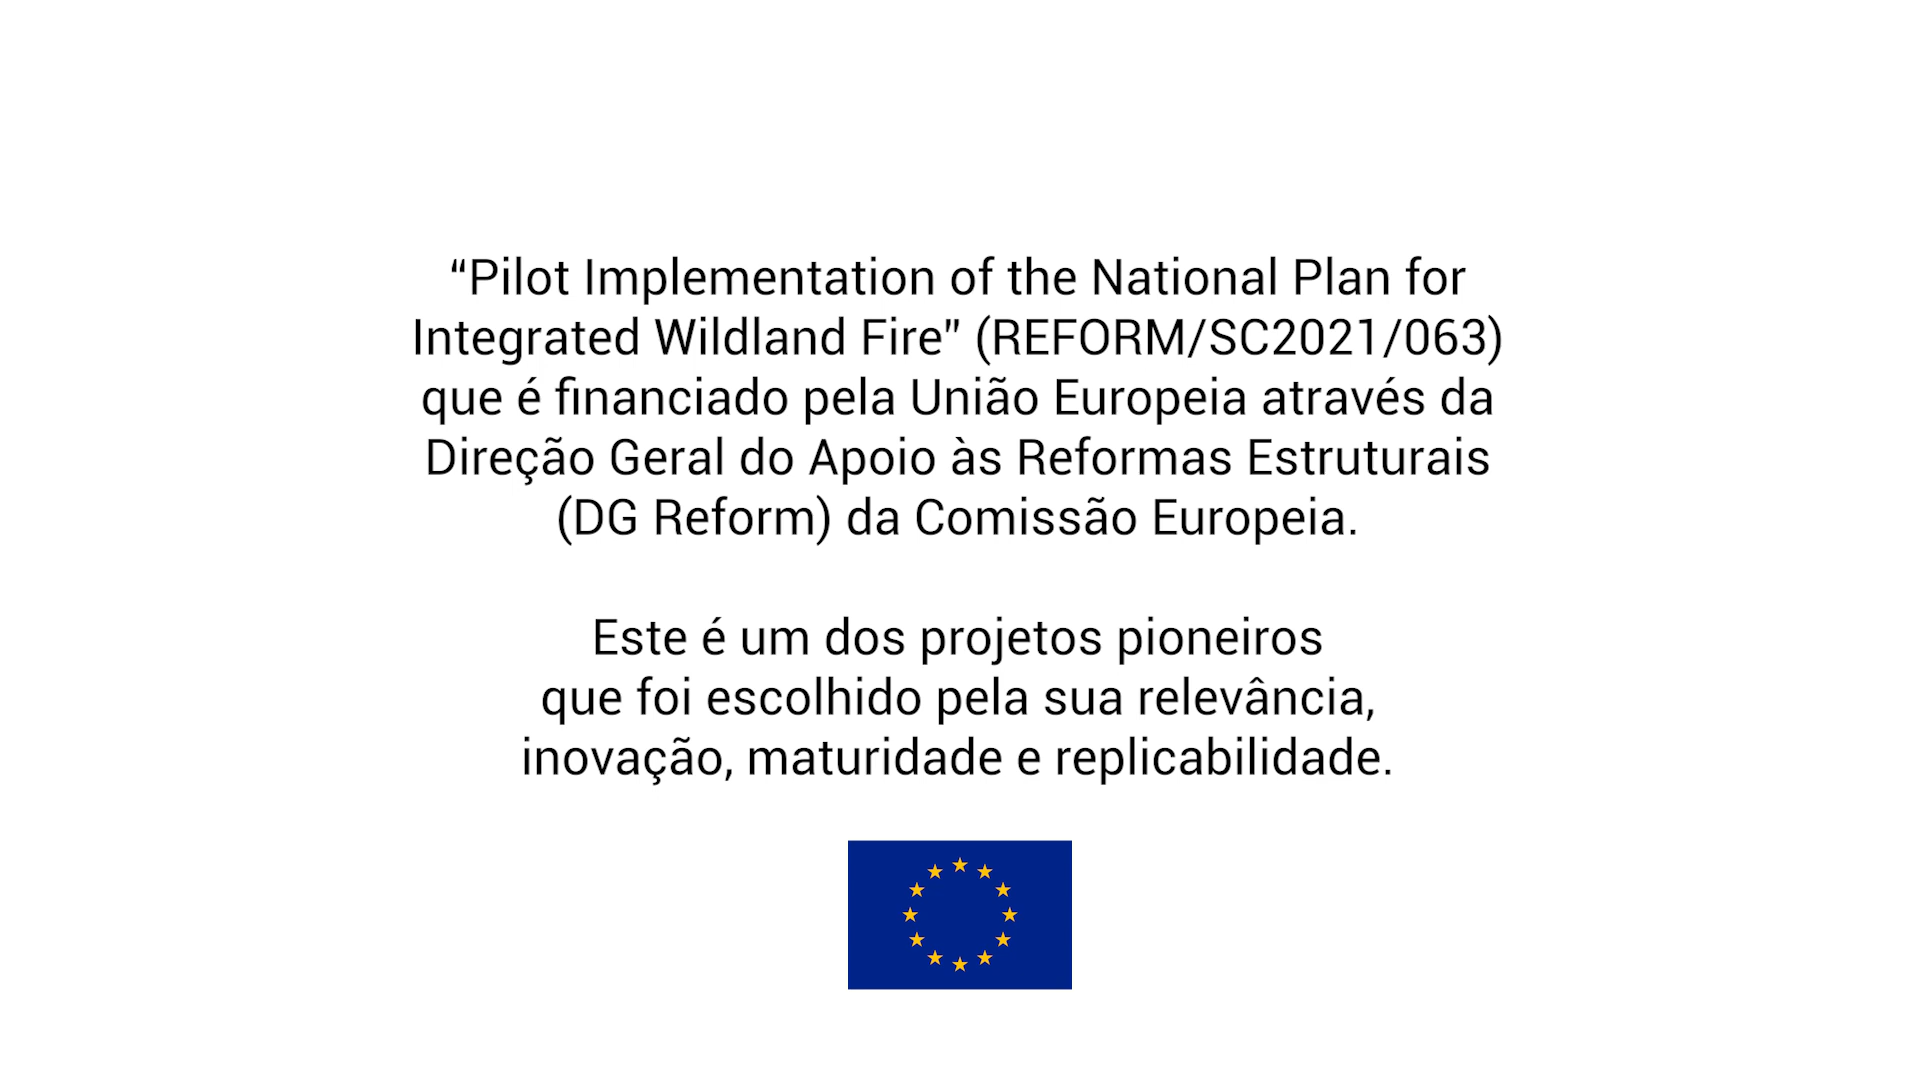 “Pilot Implementation of the National Plan for
Integrated Wildland Fire” (REFORM/SC2021/063)
que é financiado pela União Europeia através da
Direção Geral do Apoio às Reformas Estruturais
(DG Reform) da Comissão Europeia.
Este é um dos projetos pioneiros
que foi escolhido pela sua relevância,
inovação, maturidade e replicabilidade.